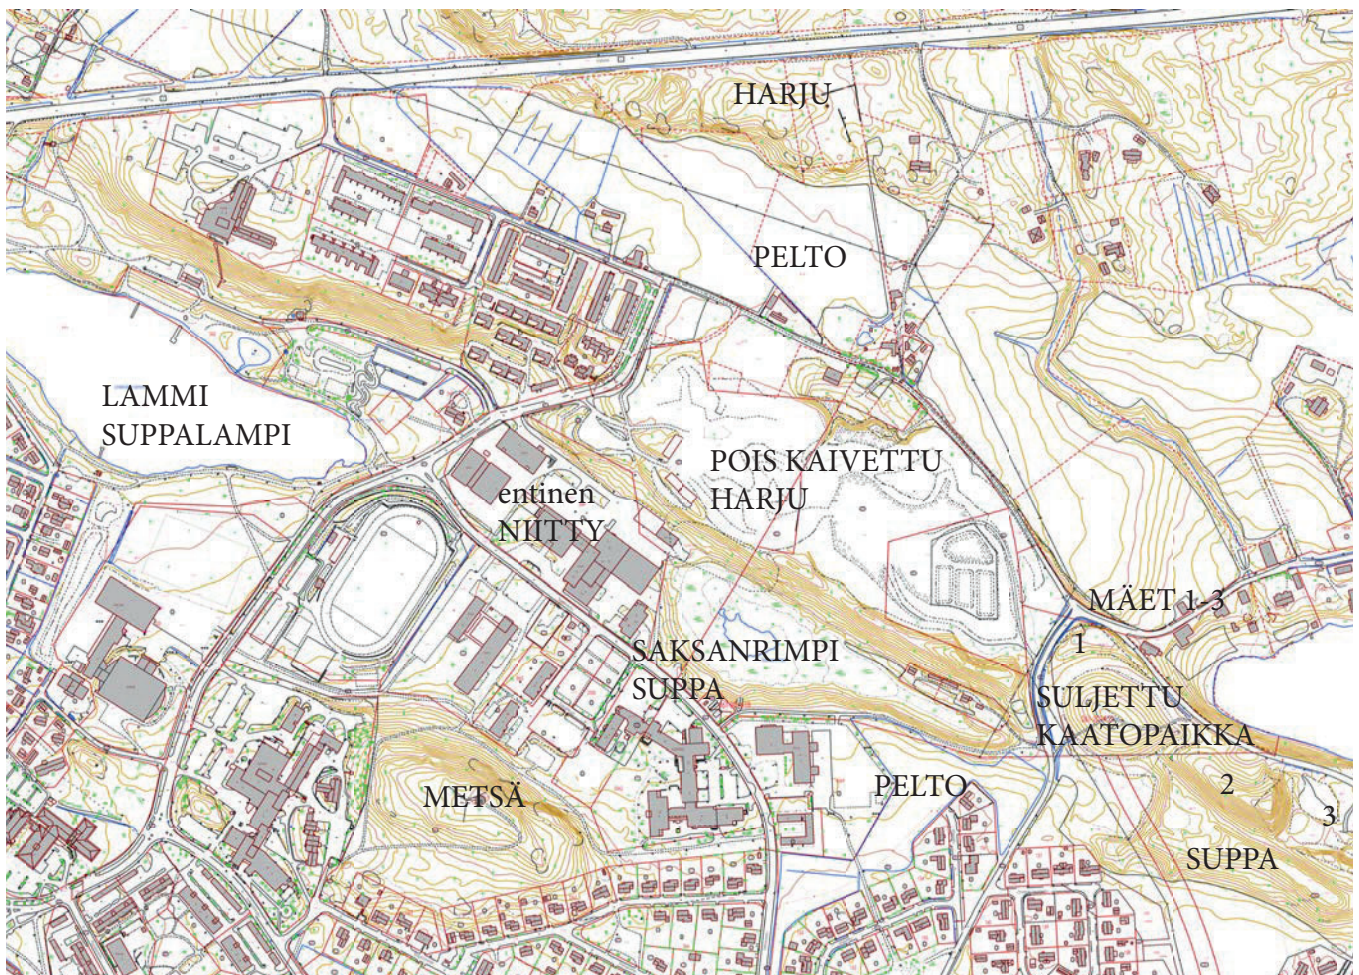 HARJU
PELTO
LAMMI
SUPPALAMPI
POIS KAIVETTU
HARJU
entinen
NIITTY
MÄET 1-3
1
SAKSANRIMPI
SUPPA
SULJETTU
KAATOPAIKKA
METSÄ
PELTO
2
3
SUPPA